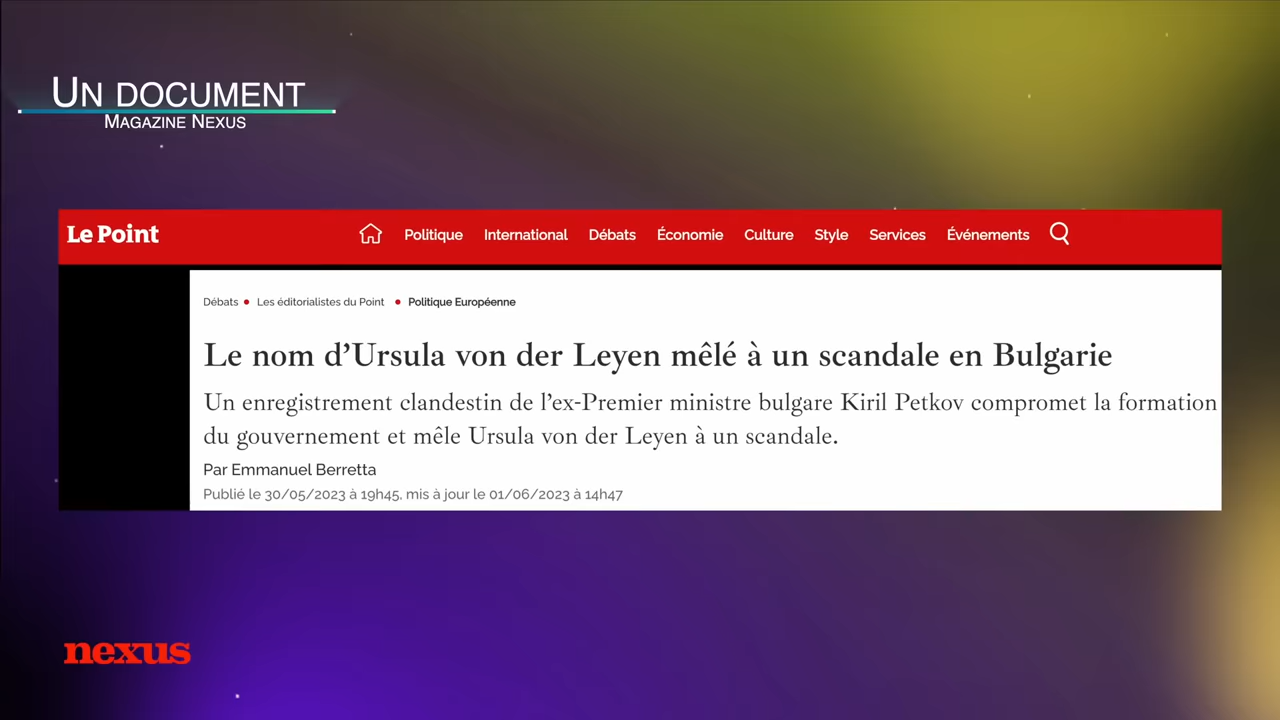 Un document
Magazine Nexus
Le Point
Politique International Débats Économie Culture Style Services Événements
Débats • Les éditorialistes du Point • Politique Européenne
Le nom d’Ursula von der Leyen mêlé à un scandale en Bulgarie
Un enregistrement clandestin de l’ex-Premier ministre bulgare Kiril Petkov compromet la formation
du gouvernement et mêle Ursula von der Leyen à un scandale.
Par Emmanuel Berretta
Publié le 30/05/2023 à 19h45, mis à jour le 01/06/2023 à 14h47
nexus